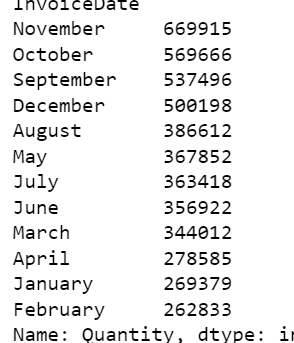 InvoiceDate
November 669915
October 569666
September 537496
December 500198
August 386612
May 367852
July 363418
June 356922
March 344012
April 278585
January 269379
February 262833
Name: Quantity, dtype: